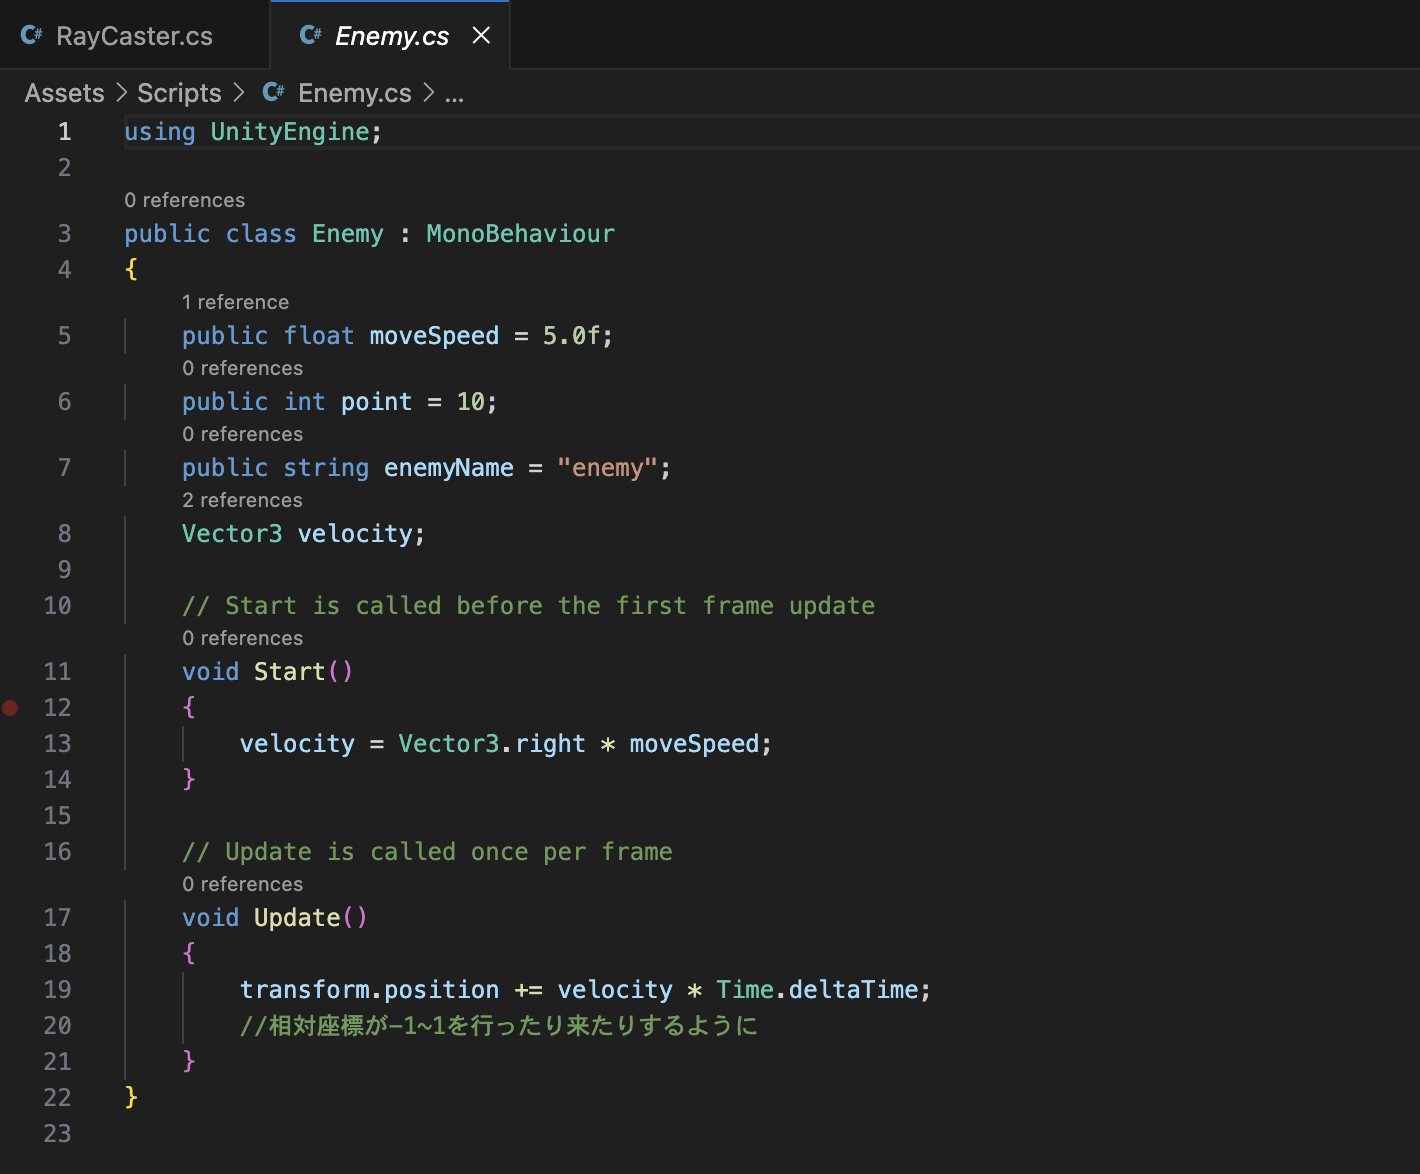 RayCaster.cs
Enemy.cs
Assets > Scripts > Enemy.cs > ...
1 using UnityEngine;
2
0 references
3 public class Enemy : MonoBehaviour
4 {
1 reference
5 public float moveSpeed = 5.0f;
0 references
6 public int point = 10;
0 references
7 public string enemyName = "enemy";
2 references
8 Vector3 velocity;
9
10 // Start is called before the first frame update
0 references
11 void Start()
12 {
13 velocity = Vector3.right * moveSpeed;
14 }
15
16 // Update is called once per frame
0 references
17 void Update()
18 {
19 transform.position += velocity * Time.deltaTime;
20 //相対座標が-1~1を行ったり来たりするように
21 }
22 }
23